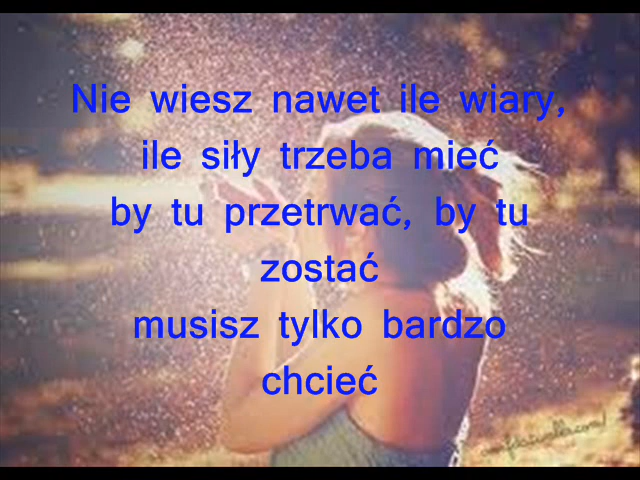 Nie wiesz nawet ile wiary,
ile siły trzeba mieć
by tu przetrwać, by tu
zostać
musisz tylko bardzo
chcieć